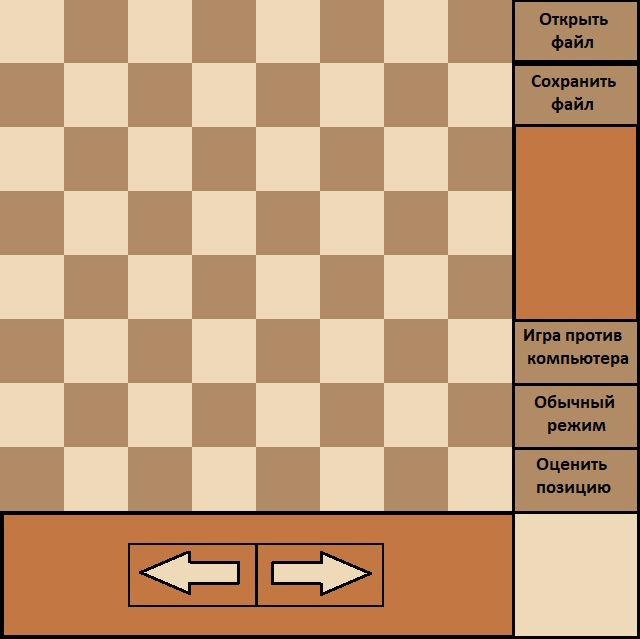 Открыть
файл
Сохранить
файл
Игра против
компьютера
Обычный
режим
Оценить
позицию